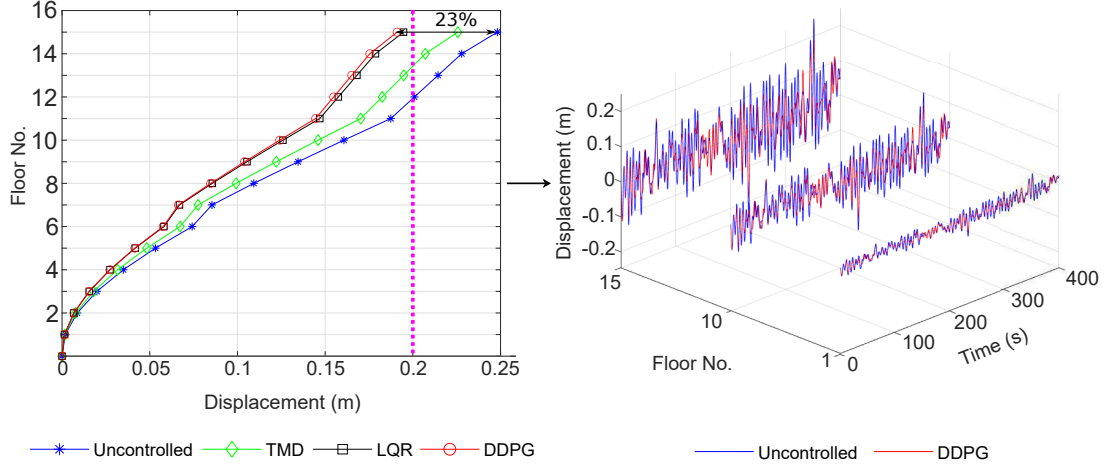 23%
16
14
12
10
8
6
4
2
Floor No.
0
0.05
0.1
0.15
0.2
0.25
Displacement (m)
Uncontrolled
TMD
LQR
DDPG
0.2
0.1
0
-0.1
-0.2
Displacement (m)
15
10
1
Floor No.
0
100
200
300
400
Time (s)
Uncontrolled
DDPG